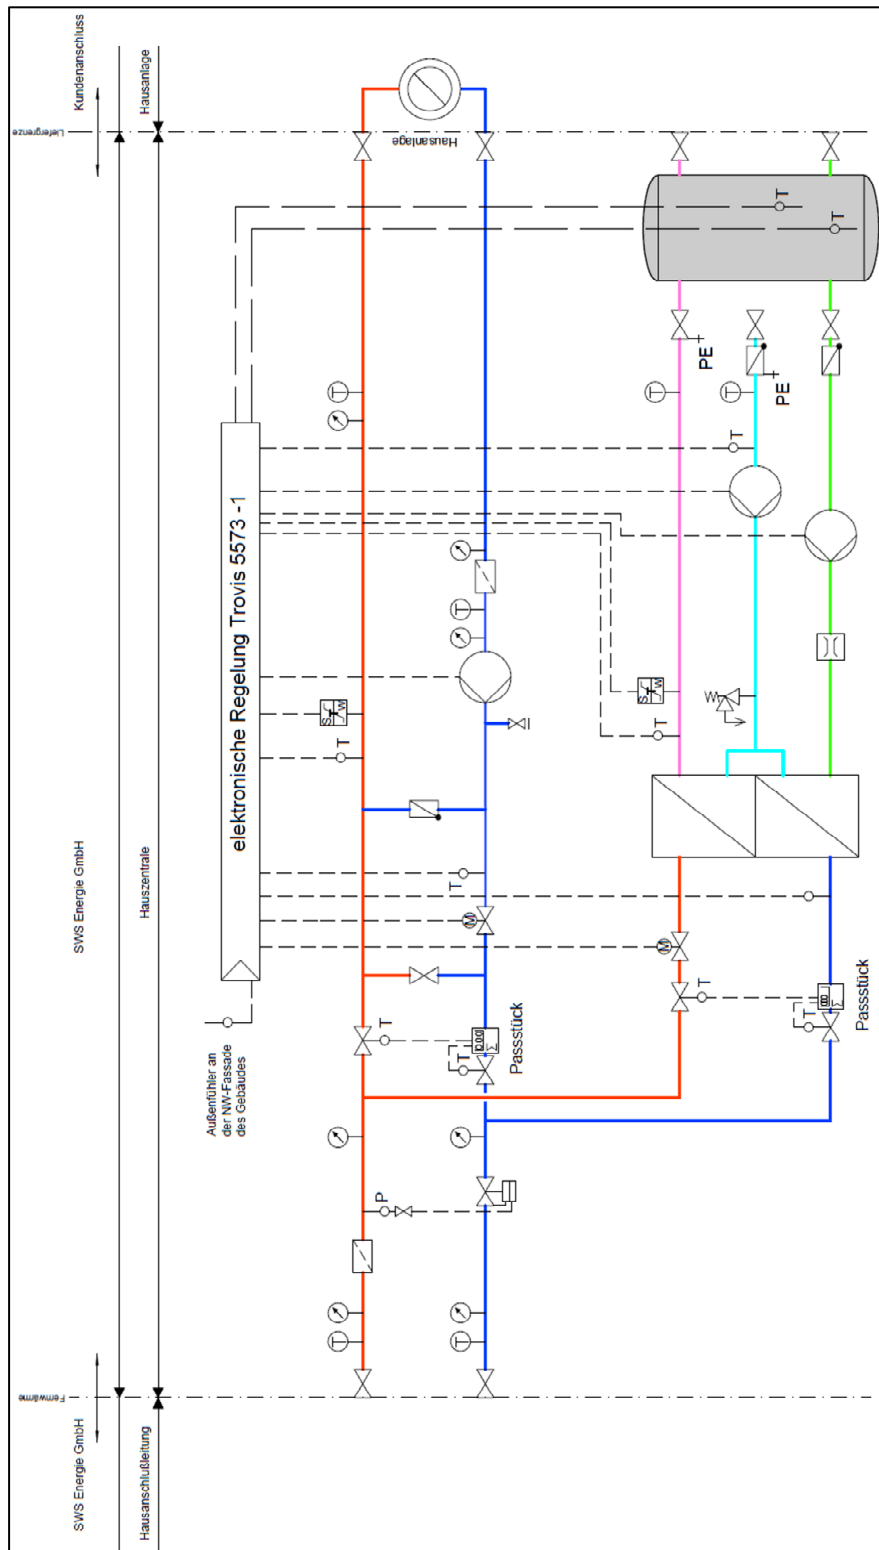 Fernwärme
Liefergrenze
SWS Energie GmbH
SWS Energie GmbH
Kundenanschluss
Hausanschlußleitung
Hauszentrale
Hausanlage
Außenfühler an
der NW-Fassade
des Gebäudes
elektronische Regelung Trovis 5573 -1
T
T
S
W
T
P
T
Hausanlage
T
T
M
T
T
Passstück
T
S
W
T
M
T
PE
T
T
PE
T
T
T
Passstück